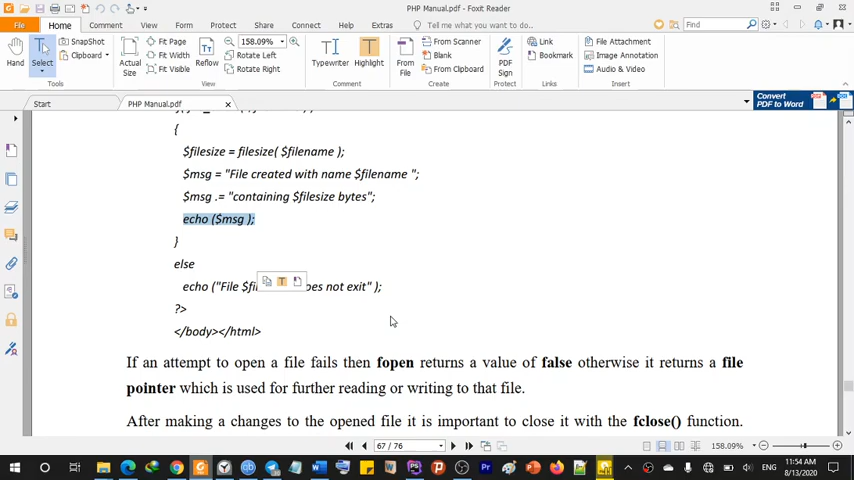 PHP Manual.pdf - Foxit Reader
File
Home
Comment
View
Form
Protect
Share
Connect
Help
Extras
Tell me what you want to do...
Find
Hand
Select
SnapShot
Clipboard
Tools
Actual Size
Fit Page
Fit Width
Fit Visible
Reflow
158.09%
Rotate Left
Rotate Right
View
Typewriter
Highlight
Comment
From File
From Scanner
Blank
From Clipboard
Create
PDF Sign
Protect
Link
Bookmark
Links
File Attachment
Image Annotation
Audio & Video
Insert
Start
PHP Manual.pdf
Convert
PDF to Word
{
$filesize = filesize( $filename );
$msg = "File created with name $filename ";
$msg .= "containing $filesize bytes";
echo ($msg );
}
else
echo ("File $fi oes not exit" );
?>
</body></html>
If an attempt to open a file fails then fopen returns a value of false otherwise it returns a file
pointer which is used for further reading or writing to that file.
After making a changes to the opened file it is important to close it with the fclose() function.
67 / 76
158.09%
ENG
11:54 AM
8/13/2020